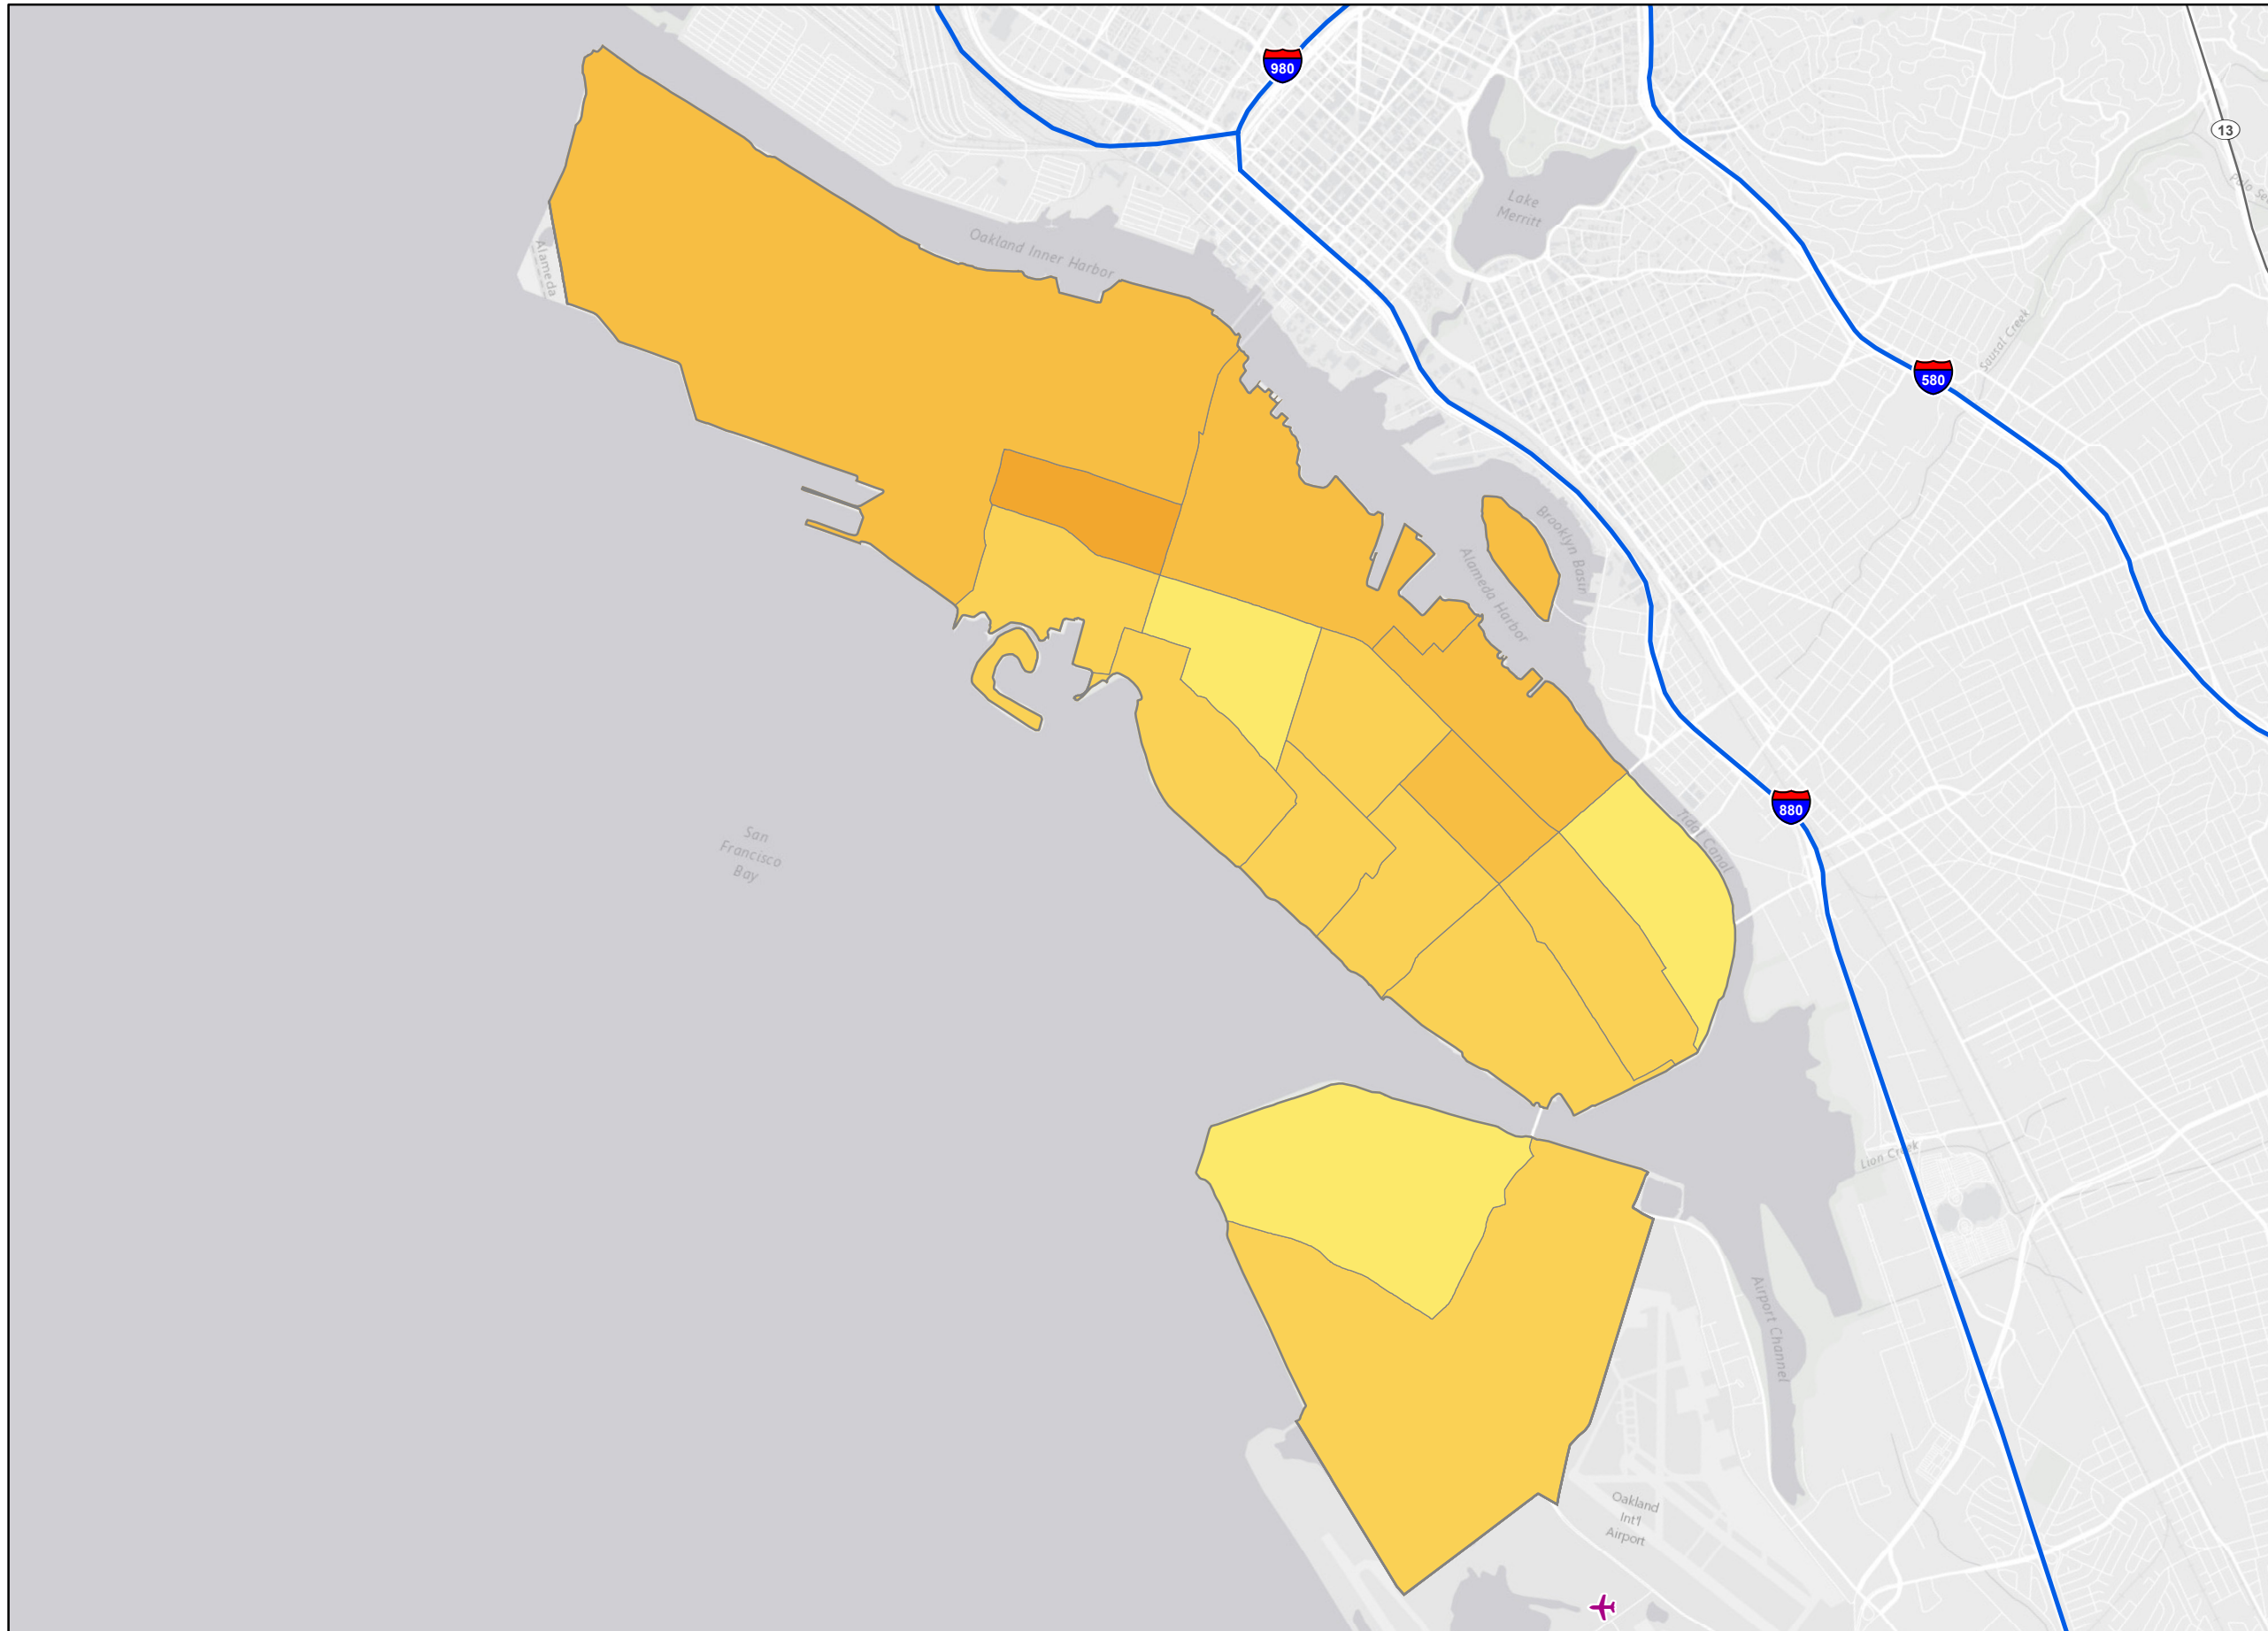 980
13
Lake
Merritt
Oakland Inner Harbor
Alameda
Sausal Creek
580
Brooklyn Basin
Alameda Harbor
880
Tidal Canal
San
Francisco
Bay
Lion Creek
Airport Channel
Oakland
Int'l
Airport